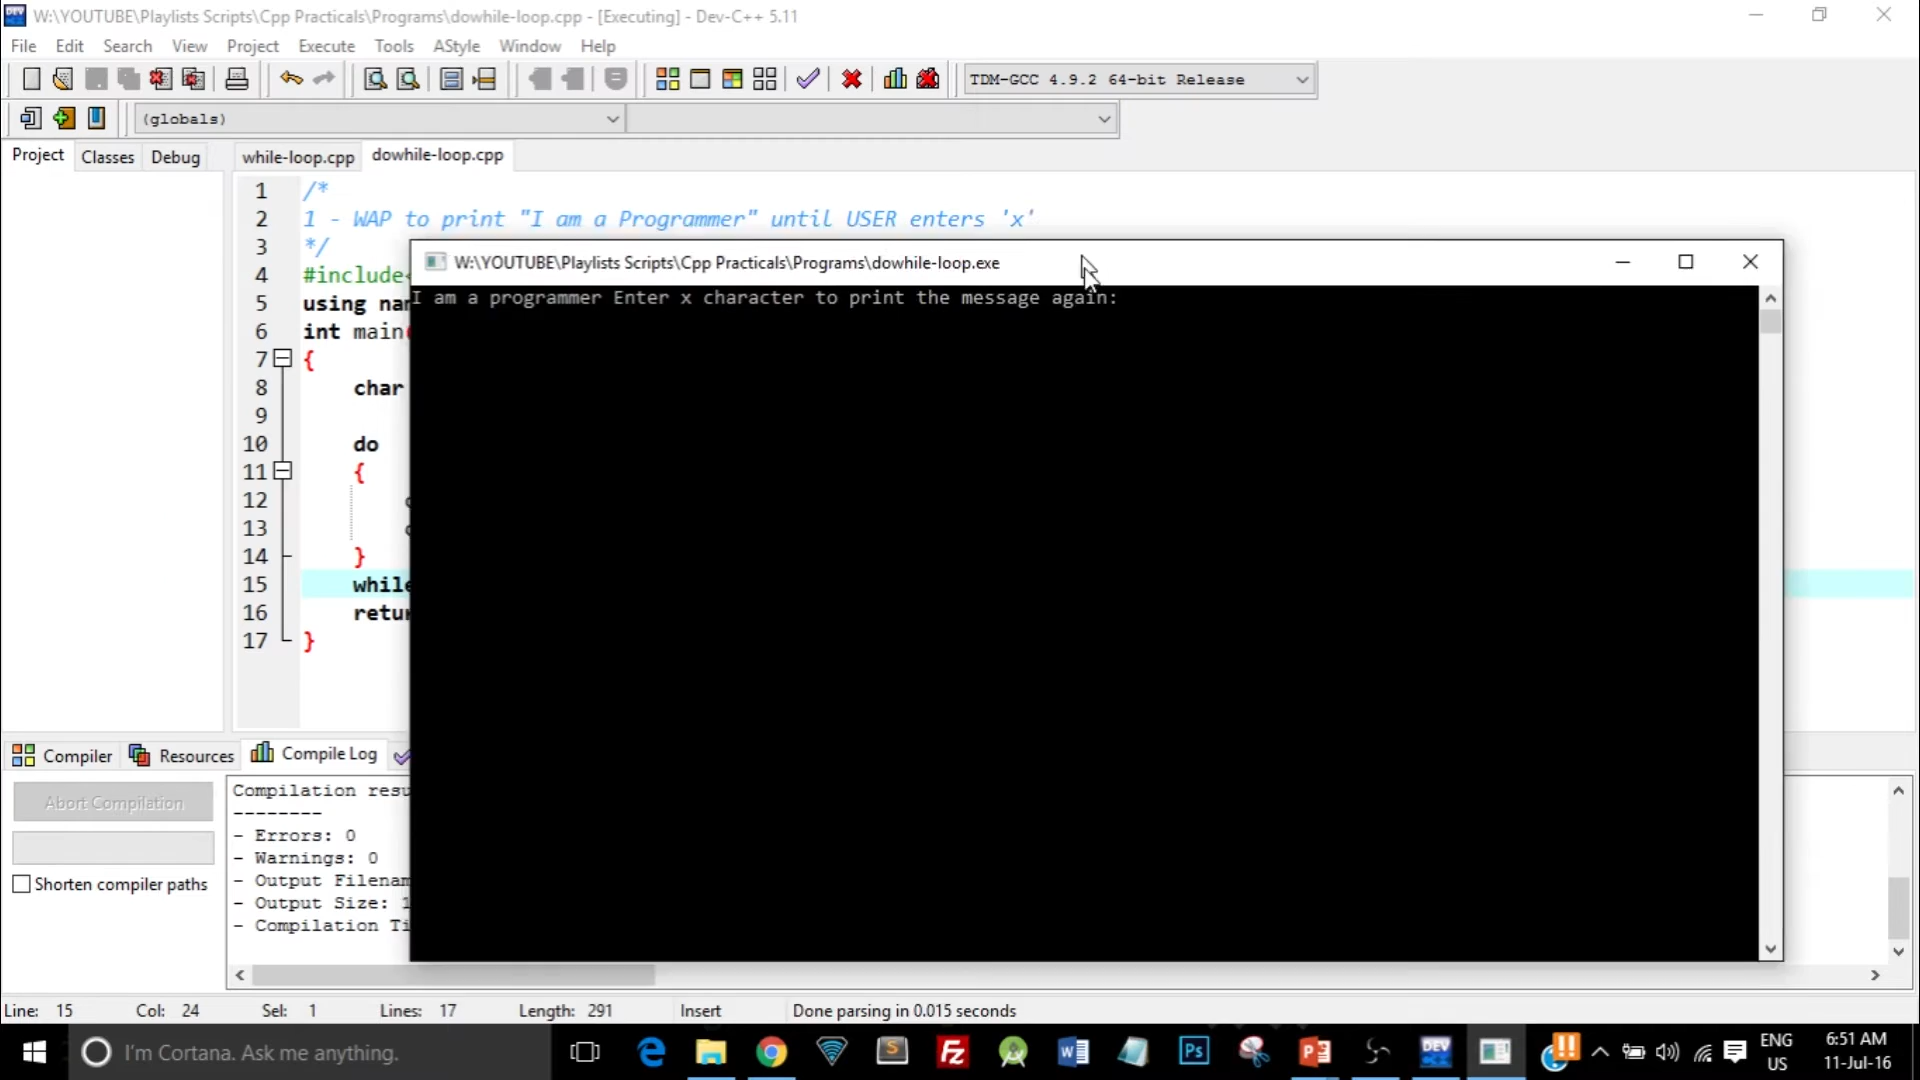 W:\YOUTUBE\Playlists Scripts\Cpp Practicals\Programs\dowhile-loop.cpp - [Executing] - Dev-C++ 5.11
File Edit Search View Project Execute Tools AStyle Window Help
TDM-GCC 4.9.2 64-bit Release
(globals)
Project Classes Debug while-loop.cpp dowhile-loop.cpp
1 /*
2 1 - WAP to print "I am a Programmer" until USER enters 'x'
3 */
W:\YOUTUBE\Playlists Scripts\Cpp Practicals\Programs\dowhile-loop.exe
4 #include
I am a programmer Enter x character to print the message again:
5 using nam
6 int main
7 {
8 char
9
10 do
11 {
12
13
14 }
15 while
16 retur
17 }
Compiler Resources Compile Log
Abort Compilation
Shorten compiler paths
Compilation resu
--------
- Errors: 0
- Warnings: 0
- Output Filenam
- Output Size: 1
- Compilation Ti
Line: 15 Col: 24 Sel: 1 Lines: 17 Length: 291 Insert Done parsing in 0.015 seconds
I'm Cortana. Ask me anything.
ENG
US
6:51 AM
11-Jul-16